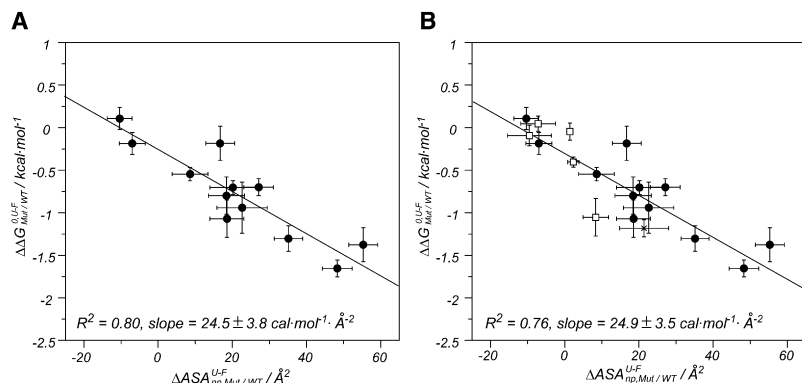 A
B
1
0.5
0
-0.5
-1
-1.5
-2
-2.5
ΔΔG 0,U-F Mut / WT / kcal·mol-1
R2 = 0.80, slope = 24.5 ± 3.8 cal·mol-1· Å-2
-20 0 20 40 60
ΔASA U-F np,Mut / WT / Å2
1
0.5
0
-0.5
-1
-1.5
-2
-2.5
ΔΔG 0,U-F Mut / WT / kcal·mol-1
R2 = 0.76, slope = 24.9 ± 3.5 cal·mol-1· Å-2
-20 0 20 40 60
ΔASA U-F np,Mut / WT / Å2